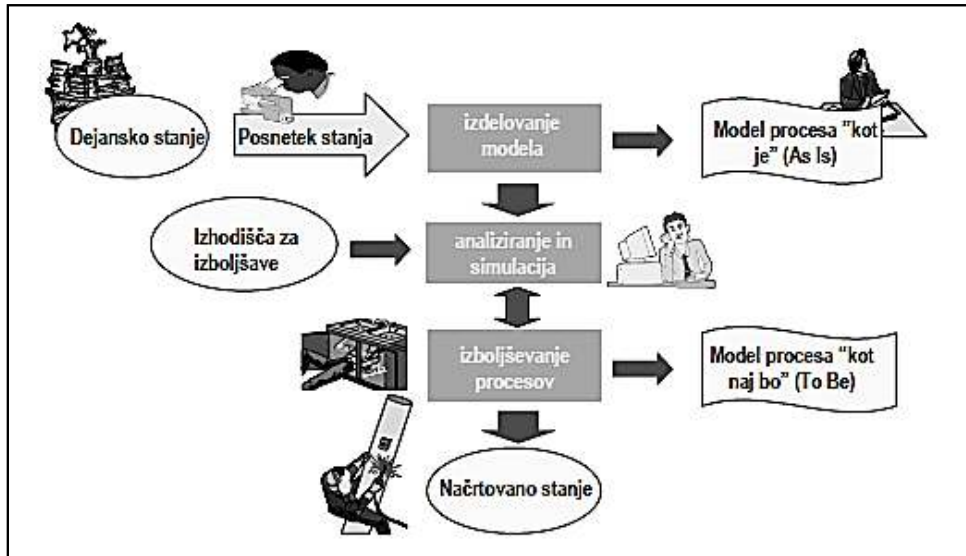 Dejansko stanje
Posnetek stanja
izdelovanje
modela
Model procesa "kot
je" (As Is)
Izhodišča za
izboljšave
analiziranje in
simulacija
izboljševanje
procesov
Model procesa "kot
naj bo" (To Be)
Načrtovano stanje